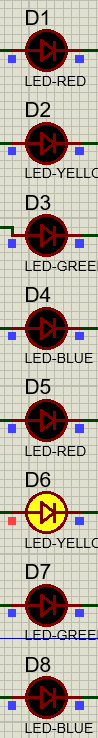 D1
LED-RED
D2
LED-YELLO
D3
LED-GREE
D4
LED-BLUE
D5
LED-RED
D6
LED-YELLO
D7
LED-GREE
D8
LED-BLUE